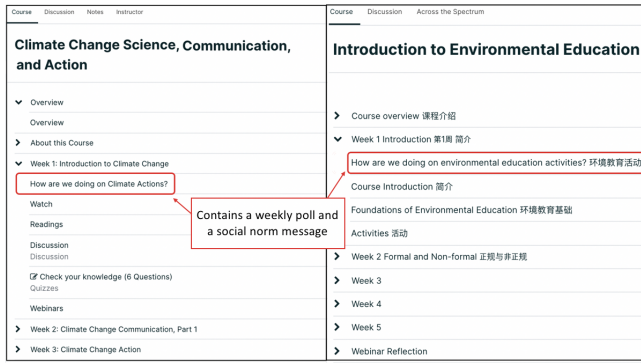 Course Discussion Notes Instructor
Climate Change Science, Communication,
and Action
Overview
Overview
About this Course
Week 1: Introduction to Climate Change
How are we doing on Climate Actions?
Watch
Readings
Discussion
Discussion
Check your knowledge (6 Questions)
Quizzes
Webinars
Week 2: Climate Change Communication, Part 1
Week 3: Climate Change Action
Contains a weekly poll and
a social norm message
Course Discussion Across the Spectrum
Introduction to Environmental Education
Course overview 课程介绍
Week 1 Introduction 第1周 简介
How are we doing on environmental education activities? 环境教育活动
Course Introduction 简介
Foundations of Environmental Education 环境教育基础
Activities 活动
Week 2 Formal and Non-formal 正规与非正规
Week 3
Week 4
Week 5
Webinar Reflection